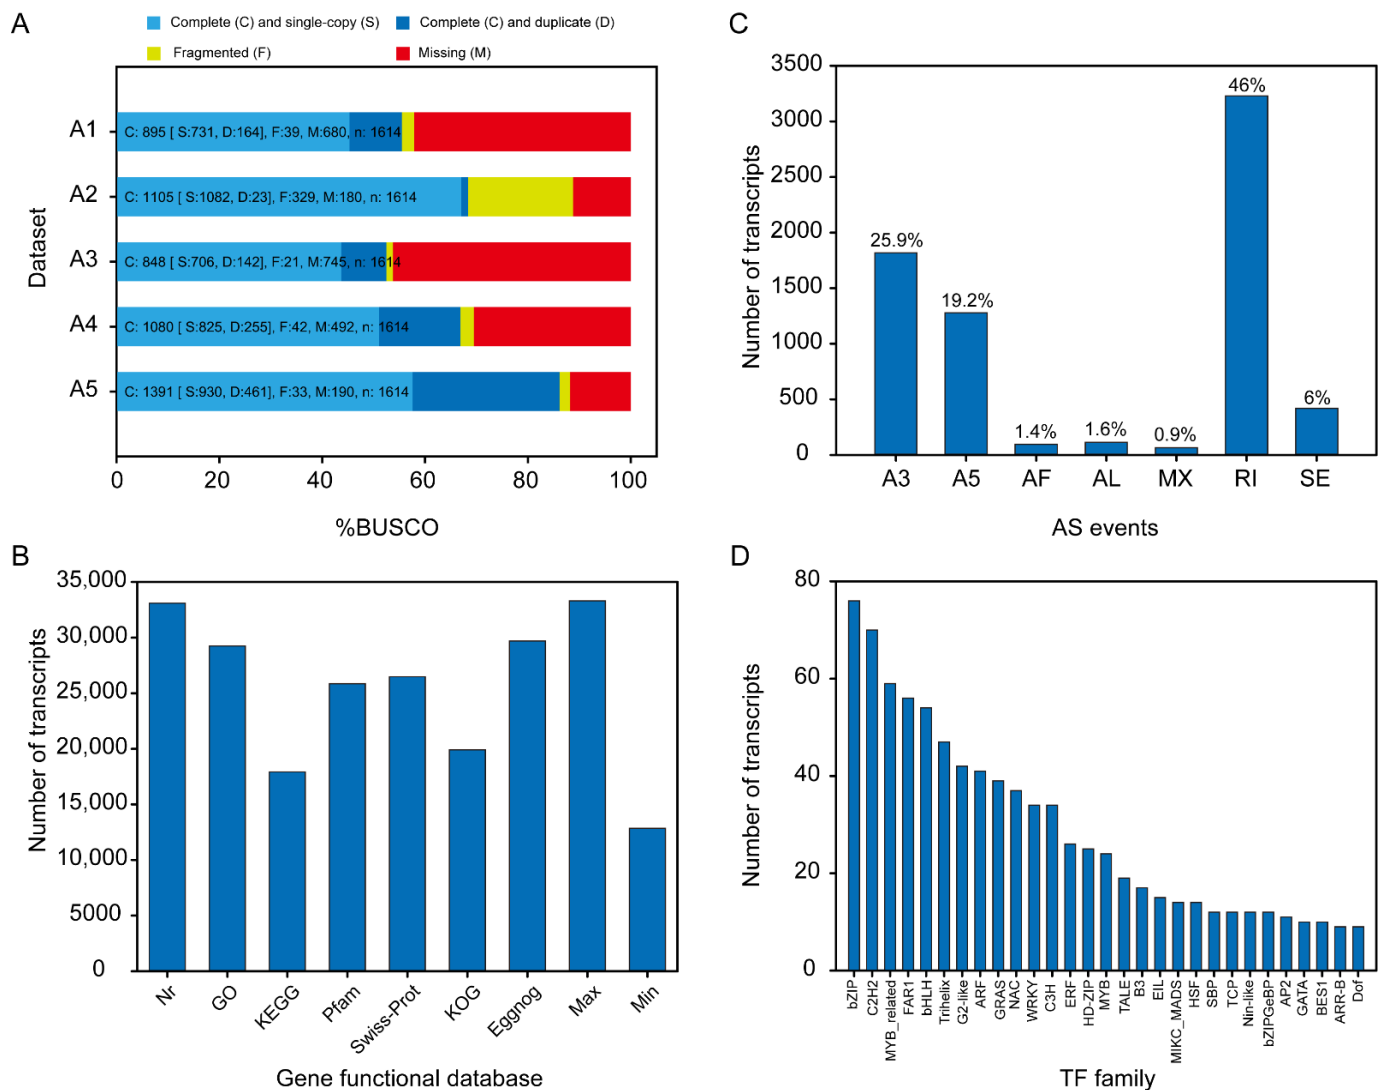 A
Complete (C) and single-copy (S)
Complete (C) and duplicate (D)
Fragmented (F)
Missing (M)
Dataset
A1
C: 895 [ S:731, D:164], F:39, M:680, n: 1614
A2
C: 1105 [ S:1082, D:23], F:329, M:180, n: 1614
A3
C: 848 [ S:706, D:142], F:21, M:745, n: 1614
A4
C: 1080 [ S:825, D:255], F:42, M:492, n: 1614
A5
C: 1391 [ S:930, D:461], F:33, M:190, n: 1614
0 20 40 60 80 100
%BUSCO
B
Number of transcripts
35,000
30,000
25,000
20,000
15,000
10,000
5000
0
Nr GO KEGG Pfam Swiss-Prot KOG Eggnog Max Min
Gene functional database
C
Number of transcripts
3500
3000
2500
2000
1500
1000
500
0
25.9%
19.2%
1.4%
1.6%
0.9%
46%
6%
A3 A5 AF AL MX RI SE
AS events
D
Number of transcripts
80
60
40
20
0
bZIP
C2H2
MYB_related
FAR1
bHLH
Trihelix
G2-like
ARF
GRAS
NAC
WRKY
C3H
ERF
HD-ZIP
MYB
TALE
B3
EIL
MIKC_MADS
HSF
SBP
TCP
Nin-like
bZIPGeBP
AP2
GATA
BES1
ARR-B
Dof
TF family